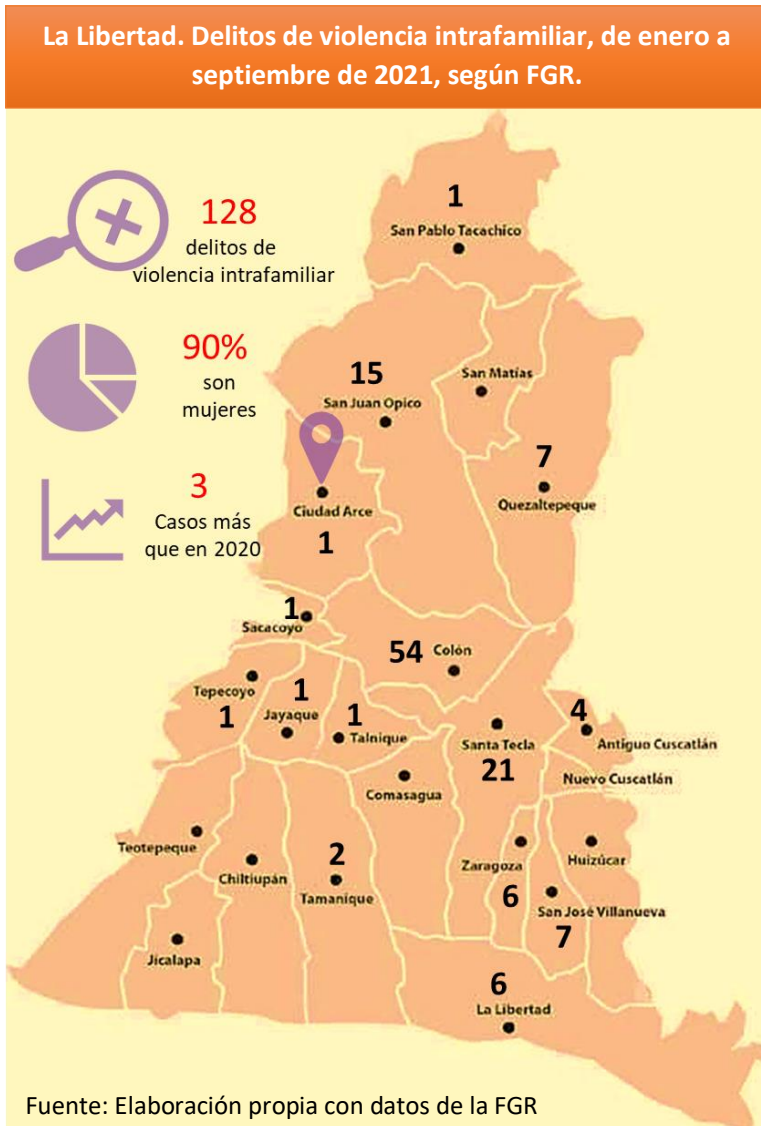 La Libertad. Delitos de violencia intrafamiliar, de enero a
septiembre de 2021, según FGR.
128
delitos de
violencia intrafamiliar
90%
son
mujeres
3
Casos más
que en 2020
1
San Pablo Tacachico
15
San Juan Opico
San Matías
7
Quezaltepeque
Ciudad Arce
1
1
Sacacoyo
54
Colón
Tepecoyo
1
1
Jayaque
1
Talnique
Santa Tecla
21
4
Antiguo Cuscatlán
Nuevo Cuscatlán
Comasagua
Teotepeque
Chiltiupán
2
Tamanique
Zaragoza
6
Huizúcar
San José Villanueva
7
Jicalapa
6
La Libertad
Fuente: Elaboración propia con datos de la FGR